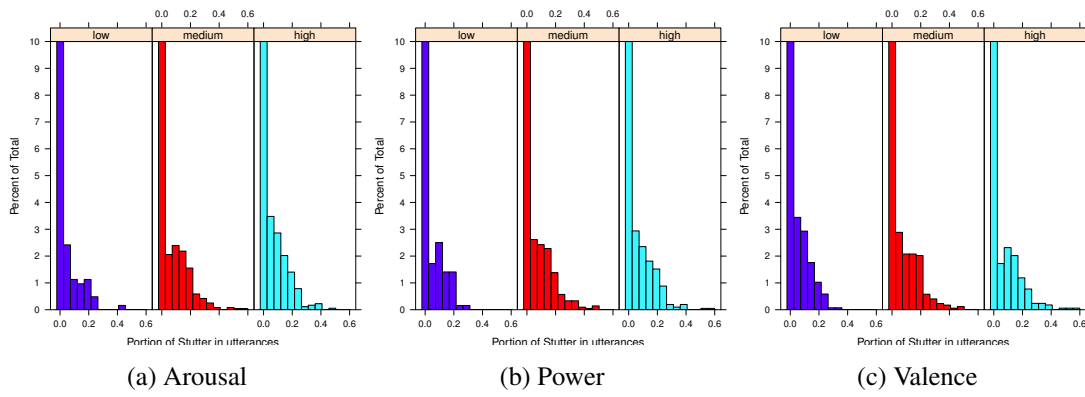 0.0 0.2 0.4 0.6
low medium high
10
9
8
7
6
5
4
3
2
1
0
Percent of Total
0.0 0.2 0.4 0.6
0.0 0.2 0.4 0.6
Portion of Stutter in utterances
(a) Arousal
0.0 0.2 0.4 0.6
low medium high
10
9
8
7
6
5
4
3
2
1
0
Percent of Total
0.0 0.2 0.4 0.6
0.0 0.2 0.4 0.6
Portion of Stutter in utterances
(b) Power
0.0 0.2 0.4 0.6
low medium high
10
9
8
7
6
5
4
3
2
1
0
Percent of Total
0.0 0.2 0.4 0.6
0.0 0.2 0.4 0.6
Portion of Stutter in utterances
(c) Valence